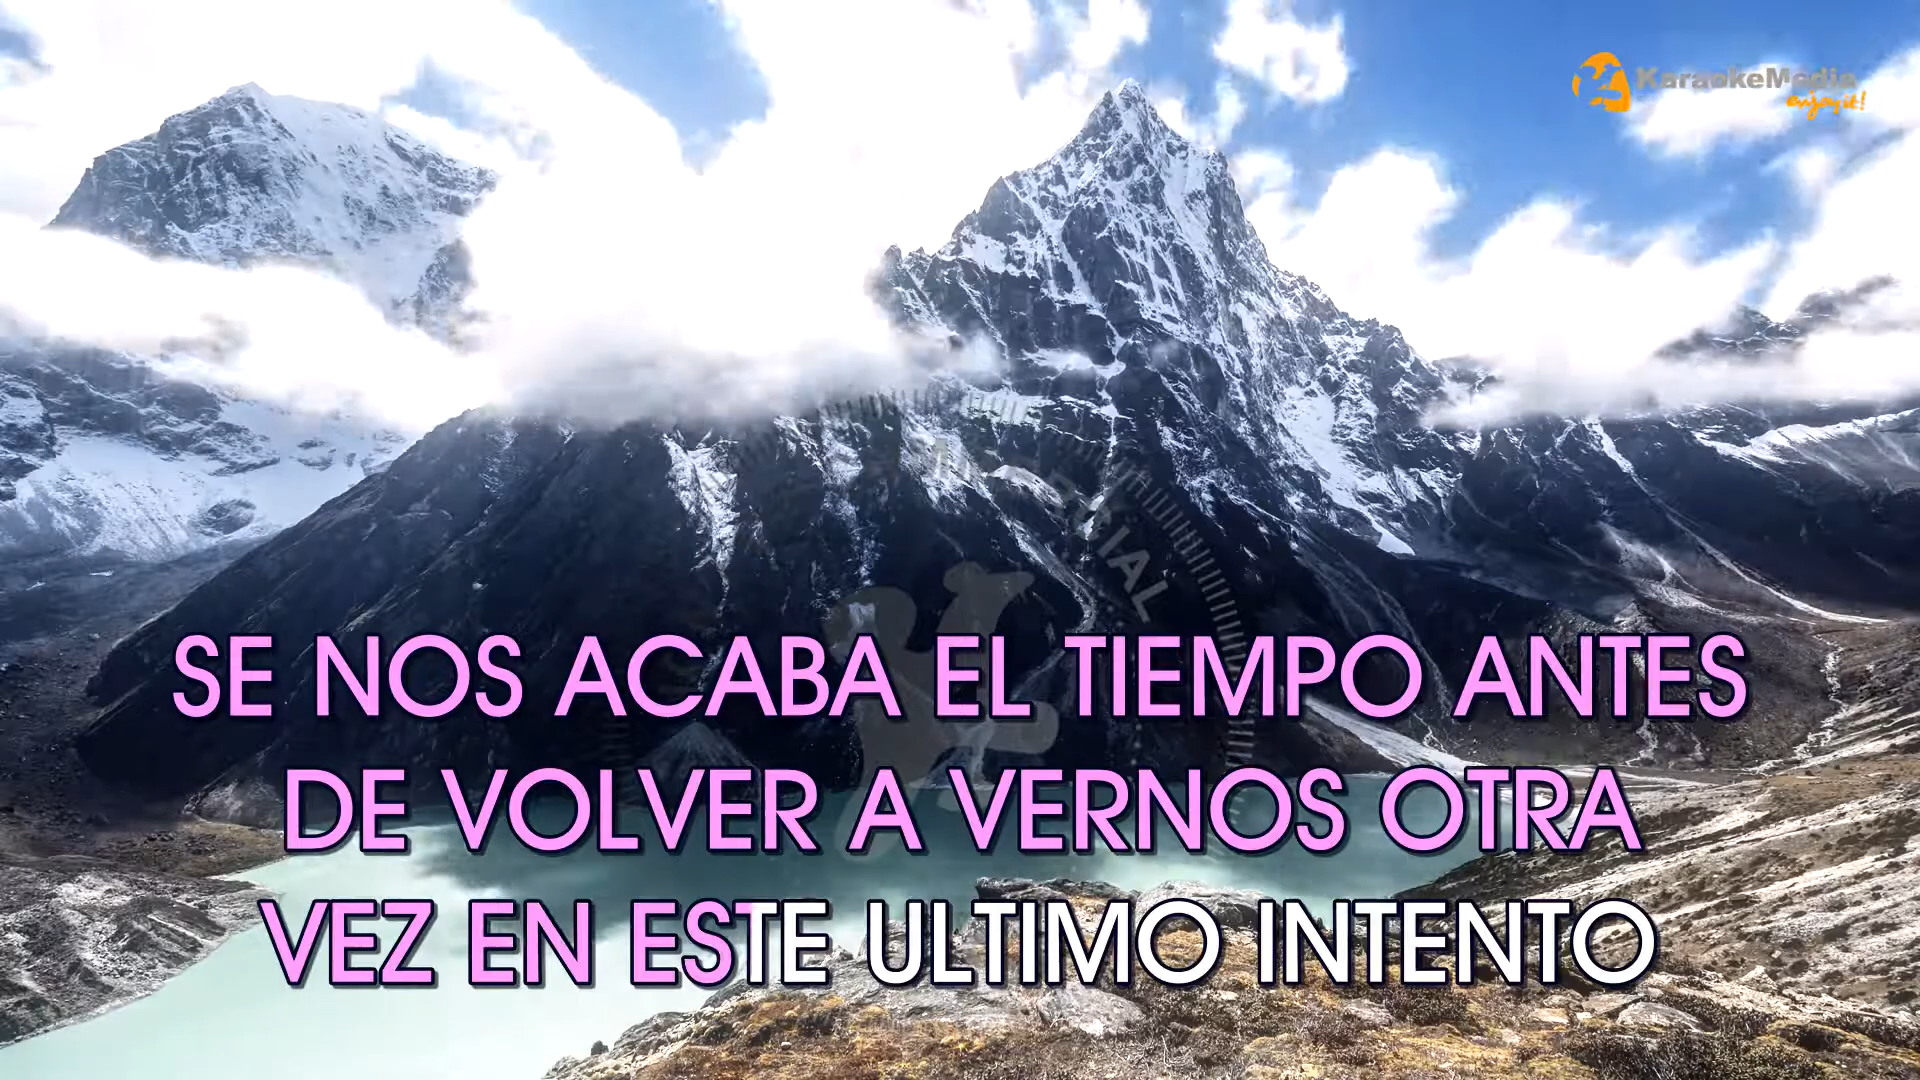 KaraokeMedia
enjoy it!
SE NOS ACABA EL TIEMPO ANTES
DE VOLVER A VERNOS OTRA
VEZ EN ESTE ULTIMO INTENTO